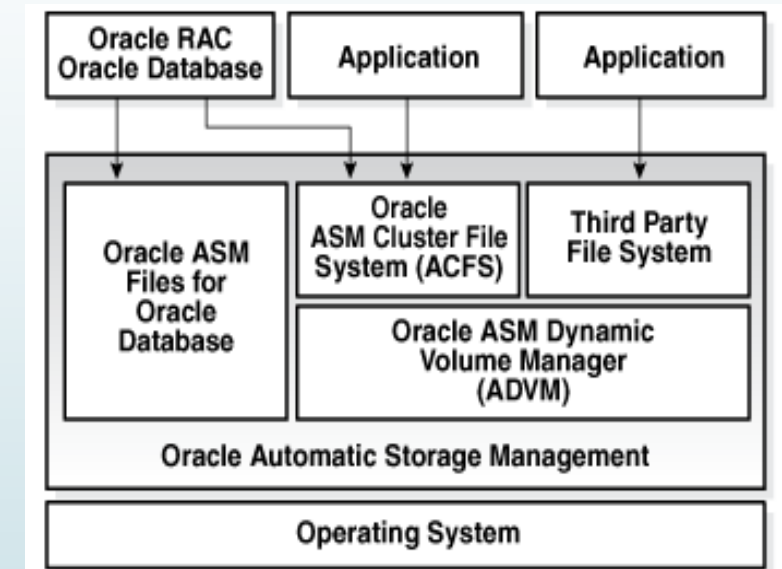 Oracle RAC
Oracle Database
Application
Application
Oracle ASM
Files for
Oracle
Database
Oracle
ASM Cluster File
System (ACFS)
Third Party
File System
Oracle ASM Dynamic
Volume Manager
(ADVM)
Oracle Automatic Storage Management
Operating System